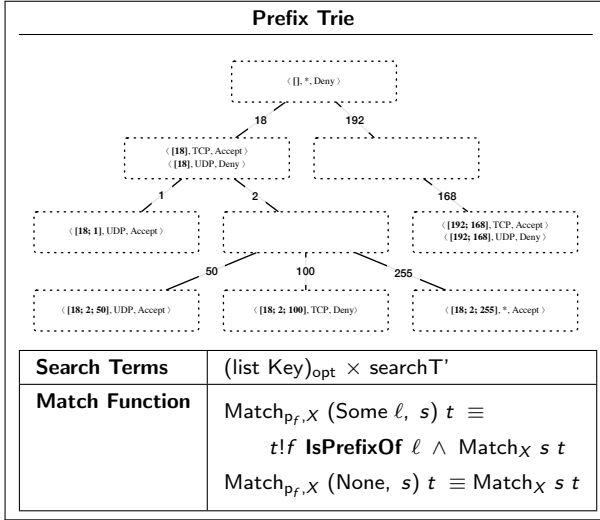 Prefix Trie
⟨ [], *, Deny ⟩
18 192
⟨ [18], TCP, Accept ⟩
⟨ [18], UDP, Deny ⟩
1 2 168
⟨ [18; 1], UDP, Accept ⟩
⟨ [192; 168], TCP, Accept ⟩
⟨ [192; 168], UDP, Deny ⟩
50 100 255
⟨ [18; 2; 50], UDP, Accept ⟩ ⟨ [18; 2; 100], TCP, Deny⟩ ⟨ [18; 2; 255], *, Accept ⟩
Search Terms (list Key)opt × searchT'
Match Function Matchpf,X (Some ℓ, s) t ≡
t!f IsPrefixOf ℓ ∧ MatchX s t
Matchpf,X (None, s) t ≡ MatchX s t